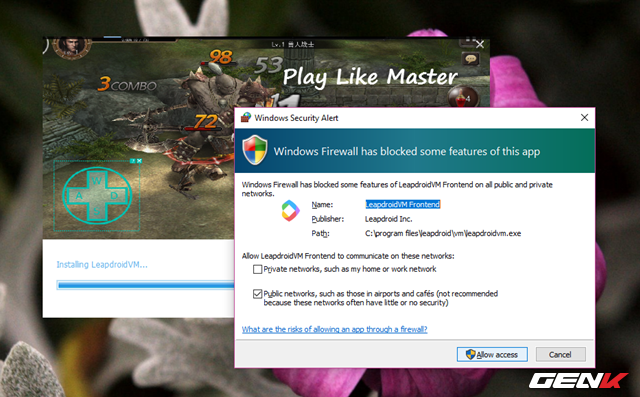 Lv.1 兽人战士
98
53
3 COMBO
Play Like Master
72
4
W
A
D
S
Installing LeapdroidVM...
Windows Security Alert
Windows Firewall has blocked some features of this app
Windows Firewall has blocked some features of LeapdroidVM Frontend on all public and private
networks.
Name: LeapdroidVM Frontend
Publisher: Leapdroid Inc.
Path: C:\program files\leapdroid\vm\leapdroidvm.exe
Allow LeapdroidVM Frontend to communicate on these networks:
Private networks, such as my home or work network
Public networks, such as those in airports and cafés (not recommended
because these networks often have little or no security)
What are the risks of allowing an app through a firewall?
Allow access
Cancel
GENK